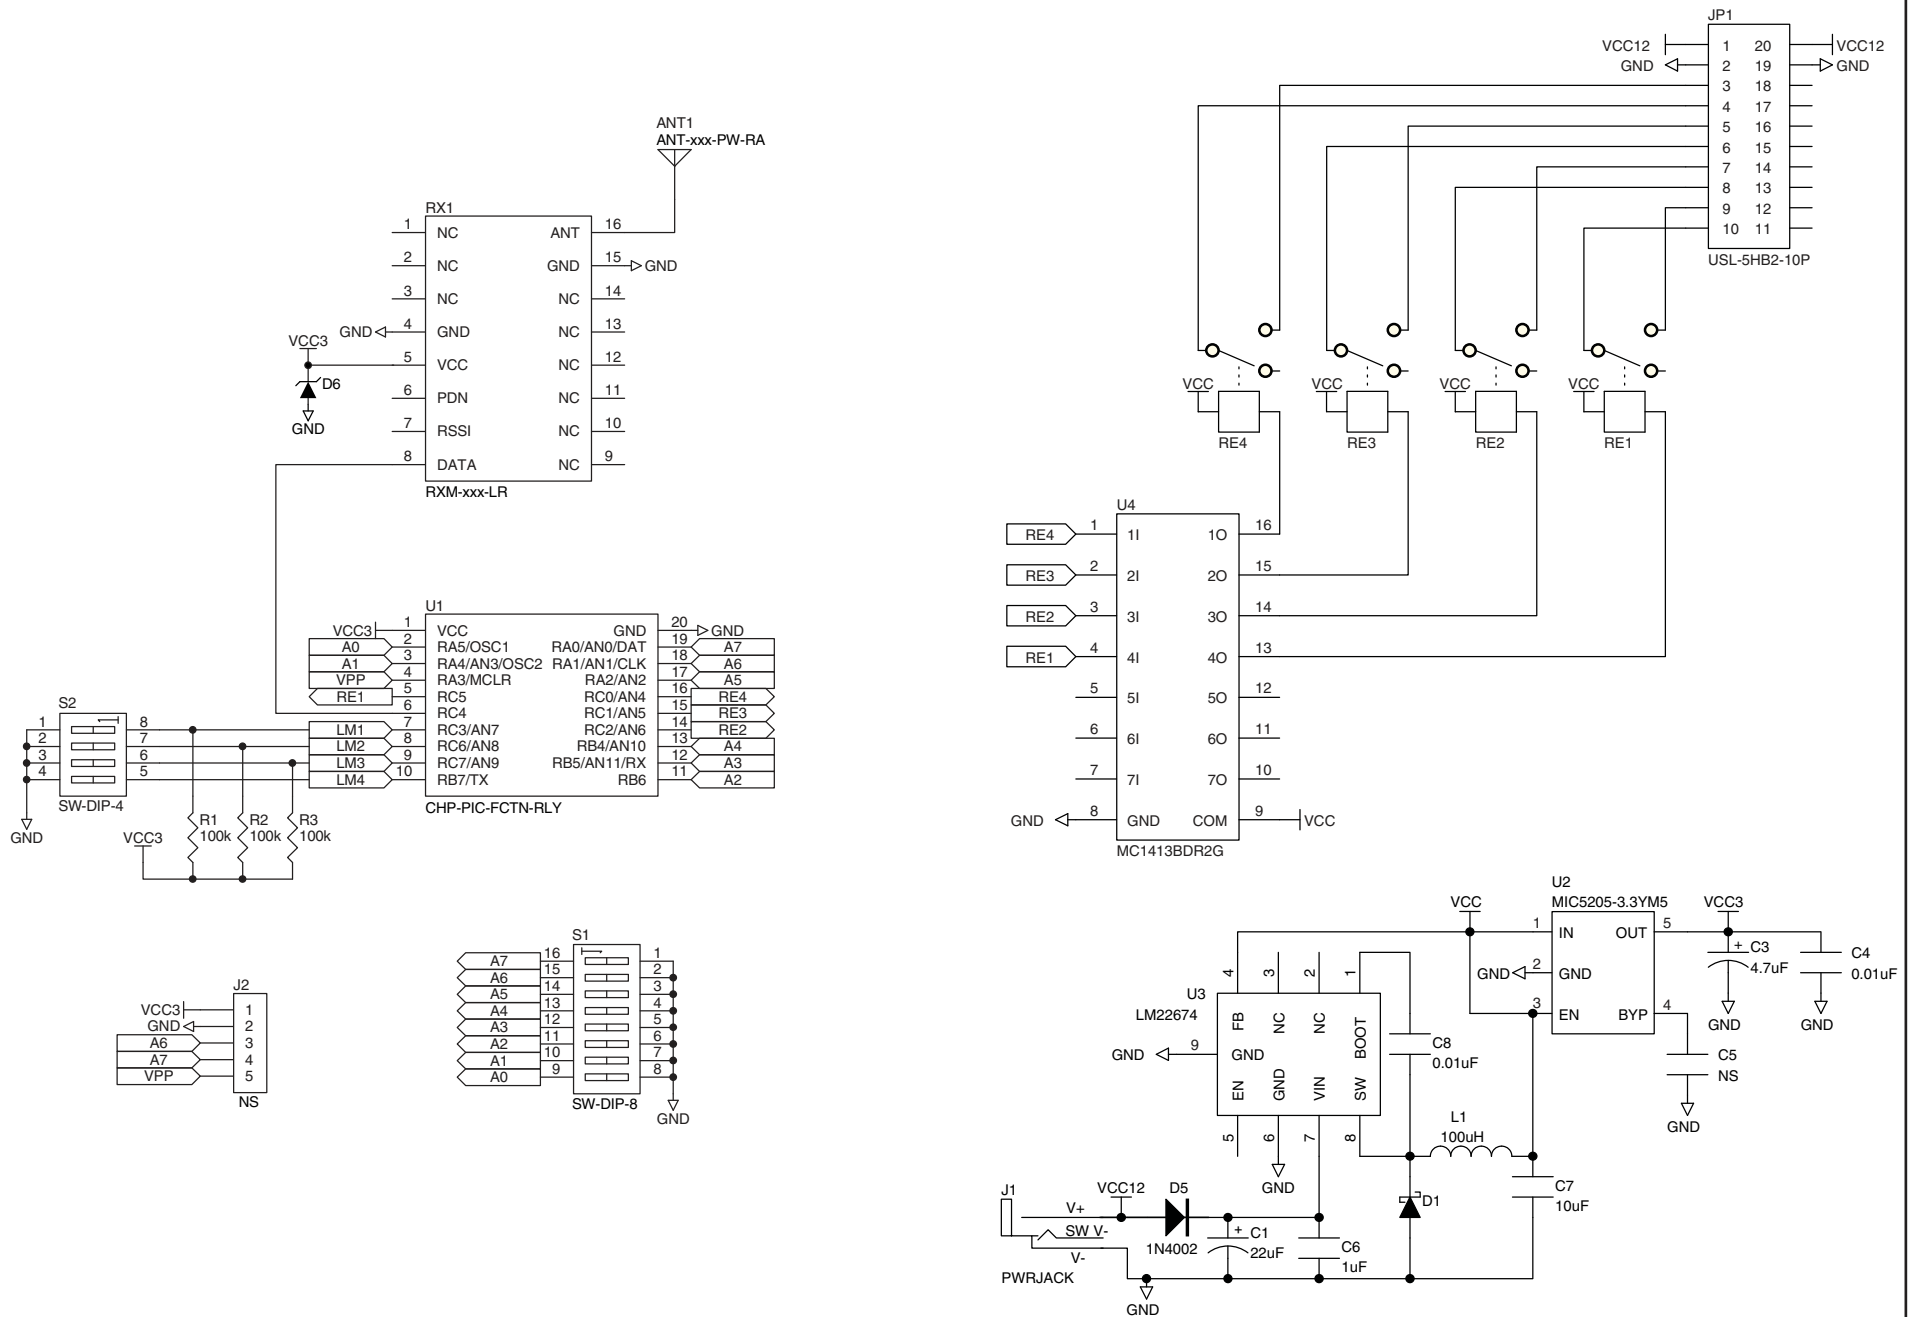 JP1
VCC12 1 20 VCC12
GND 2 19 GND
3 18
4 17
5 16
6 15
7 14
8 13
9 12
10 11
USL-5HB2-10P
ANT1
ANT-xxx-PW-RA
RX1
1 NC ANT 16
2 NC GND 15 GND
3 NC NC 14
GND 4 GND NC 13
VCC3
5 VCC NC 12
D6
6 PDN NC 11
GND
7 RSSI NC 10
8 DATA NC 9
RXM-xxx-LR
VCC VCC VCC VCC
RE4 RE3 RE2 RE1
U4
RE4 1 1I 1O 16
RE3 2 2I 2O 15
RE2 3 3I 3O 14
RE1 4 4I 4O 13
5 5I 5O 12
6 6I 6O 11
7 7I 7O 10
GND 8 GND COM 9 VCC
MC1413BDR2G
U1
VCC3 1 VCC GND 20 GND
A0 2 RA5/OSC1 RA0/AN0/DAT 19 A7
A1 3 RA4/AN3/OSC2 RA1/AN1/CLK 18 A6
VPP 4 RA3/MCLR RA2/AN2 17 A5
RE1 5 RC5 RC0/AN4 16 RE4
6 RC4 RC1/AN5 15 RE3
LM1 7 RC3/AN7 RC2/AN6 14 RE2
LM2 8 RC6/AN8 RB4/AN10 13 A4
LM3 9 RC7/AN9 RB5/AN11/RX 12 A3
LM4 10 RB7/TX RB6 11 A2
CHP-PIC-FCTN-RLY
S2
1 8
2 7
3 6
4 5
SW-DIP-4
GND
VCC3
R1 R2 R3
100k 100k 100k
S1
A7 16 1
A6 15 2
A5 14 3
A4 13 4
A3 12 5
A2 11 6
A1 10 7
A0 9 8
SW-DIP-8
GND
J2
VCC3 1
GND 2
A6 3
A7 4
VPP 5
NS
U2
MIC5205-3.3YM5
VCC VCC3
1 IN OUT 5
GND 2 GND
3 EN BYP 4
C3
4.7uF
C4
0.01uF
GND GND
C5
NS
GND
U3
LM22674
4 3 2 1
FB NC NC BOOT
GND 9 GND
EN GND VIN SW
5 6 7 8
GND
C8
0.01uF
L1
100uH
C7
10uF
D1
J1
V+
SW V-
V-
PWRJACK
VCC12
D5
1N4002
+ C1
22uF
C6
1uF
GND